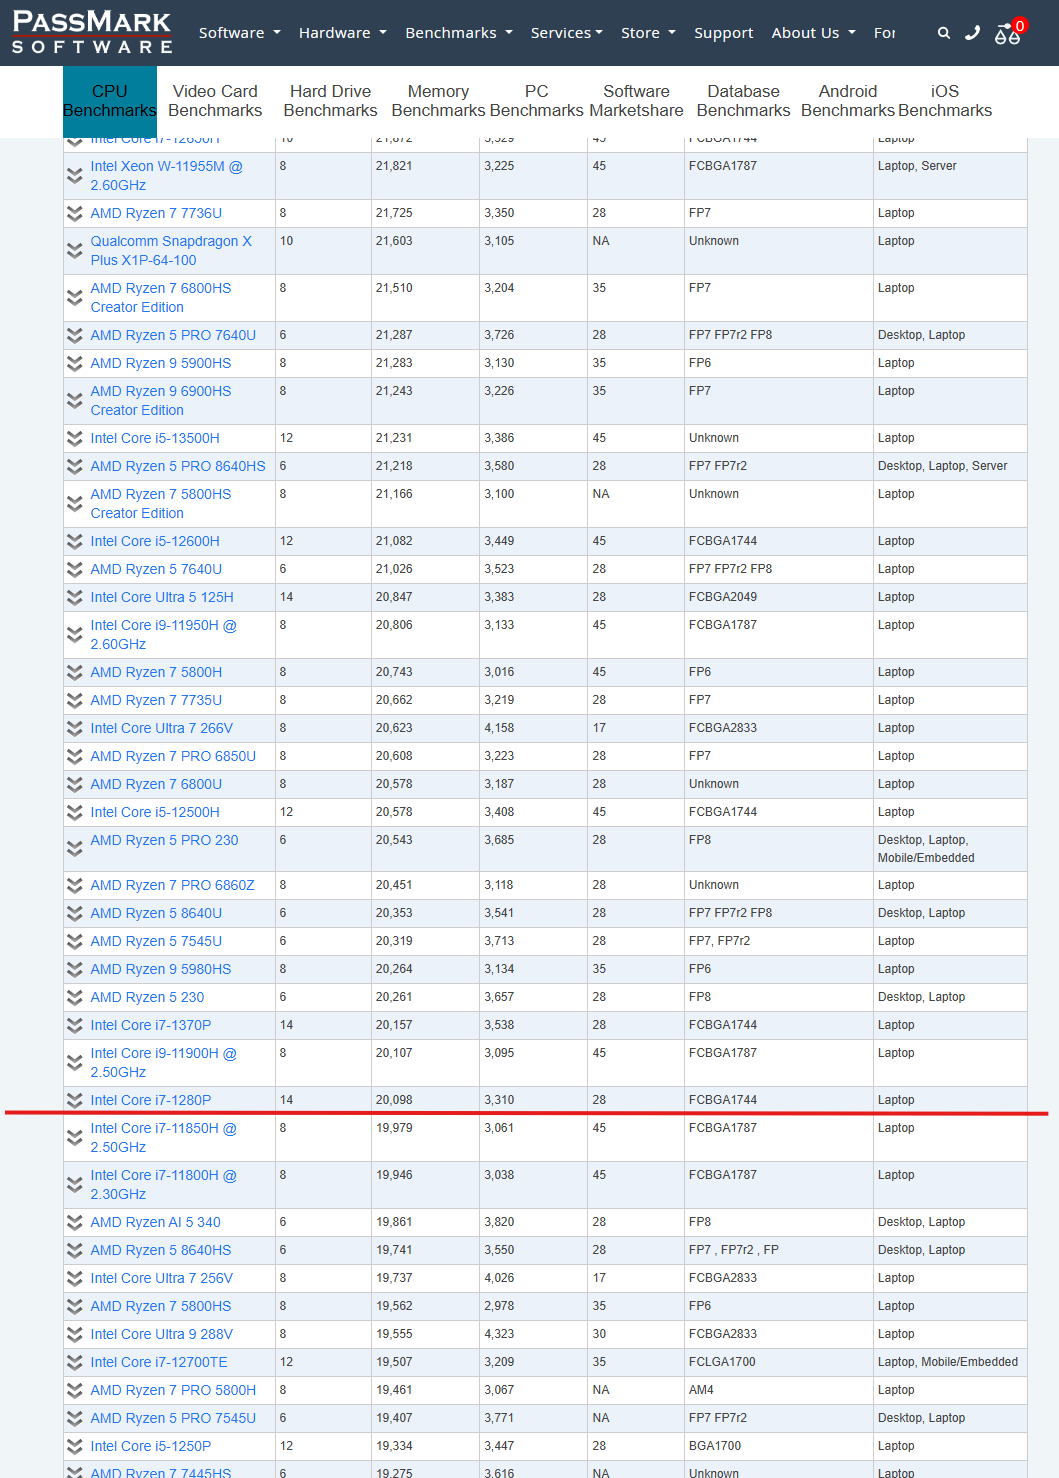 PASSMARK
SOFTWARE
Software Hardware Benchmarks Services Store Support About Us For 0
CPU Benchmarks
Video Card Benchmarks
Hard Drive Benchmarks
Memory Benchmarks
PC Benchmarks
Software Marketshare
Database Benchmarks
Android Benchmarks
iOS Benchmarks
Intel Core i7-12650H 10 21,872 3,529 45 FCBGA1744 Laptop
Intel Xeon W-11955M @ 8 21,821 3,225 45 FCBGA1787 Laptop, Server
2.60GHz
AMD Ryzen 7 7736U 8 21,725 3,350 28 FP7 Laptop
Qualcomm Snapdragon X 10 21,603 3,105 NA Unknown Laptop
Plus X1P-64-100
AMD Ryzen 7 6800HS 8 21,510 3,204 35 FP7 Laptop
Creator Edition
AMD Ryzen 5 PRO 7640U 6 21,287 3,726 28 FP7 FP7r2 FP8 Desktop, Laptop
AMD Ryzen 9 5900HS 8 21,283 3,130 35 FP6 Laptop
AMD Ryzen 9 6900HS 8 21,243 3,226 35 FP7 Laptop
Creator Edition
Intel Core i5-13500H 12 21,231 3,386 45 Unknown Laptop
AMD Ryzen 5 PRO 8640HS 6 21,218 3,580 28 FP7 FP7r2 Desktop, Laptop, Server
AMD Ryzen 7 5800HS 8 21,166 3,100 NA Unknown Laptop
Creator Edition
Intel Core i5-12600H 12 21,082 3,449 45 FCBGA1744 Laptop
AMD Ryzen 5 7640U 6 21,026 3,523 28 FP7 FP7r2 FP8 Laptop
Intel Core Ultra 5 125H 14 20,847 3,383 28 FCBGA2049 Laptop
Intel Core i9-11950H @ 8 20,806 3,133 45 FCBGA1787 Laptop
2.60GHz
AMD Ryzen 7 5800H 8 20,743 3,016 45 FP6 Laptop
AMD Ryzen 7 7735U 8 20,662 3,219 28 FP7 Laptop
Intel Core Ultra 7 266V 8 20,623 4,158 17 FCBGA2833 Laptop
AMD Ryzen 7 PRO 6850U 8 20,608 3,223 28 FP7 Laptop
AMD Ryzen 7 6800U 8 20,578 3,187 28 Unknown Laptop
Intel Core i5-12500H 12 20,578 3,408 45 FCBGA1744 Laptop
AMD Ryzen 5 PRO 230 6 20,543 3,685 28 FP8 Desktop, Laptop,
Mobile/Embedded
AMD Ryzen 7 PRO 6860Z 8 20,451 3,118 28 Unknown Laptop
AMD Ryzen 5 8640U 6 20,353 3,541 28 FP7 FP7r2 FP8 Desktop, Laptop
AMD Ryzen 5 7545U 6 20,319 3,713 28 FP7, FP7r2 Laptop
AMD Ryzen 9 5980HS 8 20,264 3,134 35 FP6 Laptop
AMD Ryzen 5 230 6 20,261 3,657 28 FP8 Desktop, Laptop
Intel Core i7-1370P 14 20,157 3,538 28 FCBGA1744 Laptop
Intel Core i9-11900H @ 8 20,107 3,095 45 FCBGA1787 Laptop
2.50GHz
Intel Core i7-1280P 14 20,098 3,310 28 FCBGA1744 Laptop
Intel Core i7-11850H @ 8 19,979 3,061 45 FCBGA1787 Laptop
2.50GHz
Intel Core i7-11800H @ 8 19,946 3,038 45 FCBGA1787 Laptop
2.30GHz
AMD Ryzen AI 5 340 6 19,861 3,820 28 FP8 Desktop, Laptop
AMD Ryzen 5 8640HS 6 19,741 3,550 28 FP7 , FP7r2 , FP Desktop, Laptop
Intel Core Ultra 7 256V 8 19,737 4,026 17 FCBGA2833 Laptop
AMD Ryzen 7 5800HS 8 19,562 2,978 35 FP6 Laptop
Intel Core Ultra 9 288V 8 19,555 4,323 30 FCBGA2833 Laptop
Intel Core i7-12700TE 12 19,507 3,209 35 FCLGA1700 Laptop, Mobile/Embedded
AMD Ryzen 7 PRO 5800H 8 19,461 3,067 NA AM4 Laptop
AMD Ryzen 5 PRO 7545U 6 19,407 3,771 NA FP7 FP7r2 Desktop, Laptop
Intel Core i5-1250P 12 19,334 3,447 28 BGA1700 Laptop
AMD Ryzen 7 7445HS 6 19,275 3,616 NA Unknown Laptop